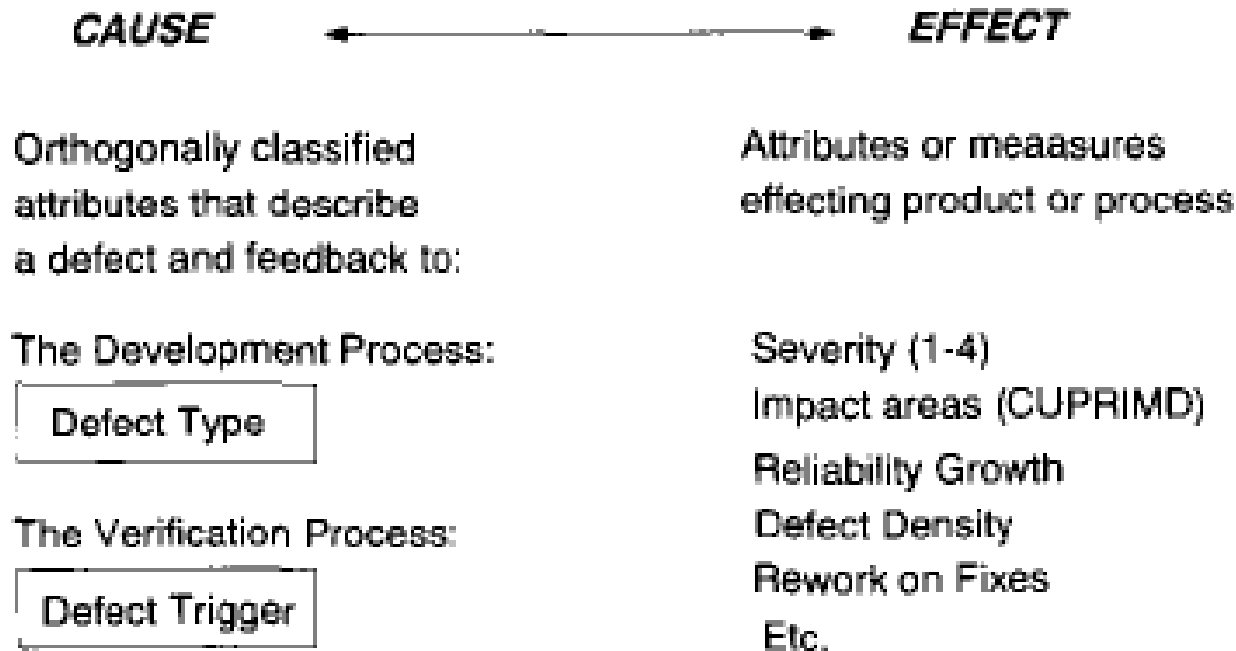 CAUSE EFFECT
Orthogonally classified
attributes that describe
a defect and feedback to:
The Development Process:
Defect Type
The Verification Process:
Defect Trigger
Attributes or meaasures
effecting product or process
Severity (1-4)
Impact areas (CUPRIMD)
Reliability Growth
Defect Density
Rework on Fixes
Etc.